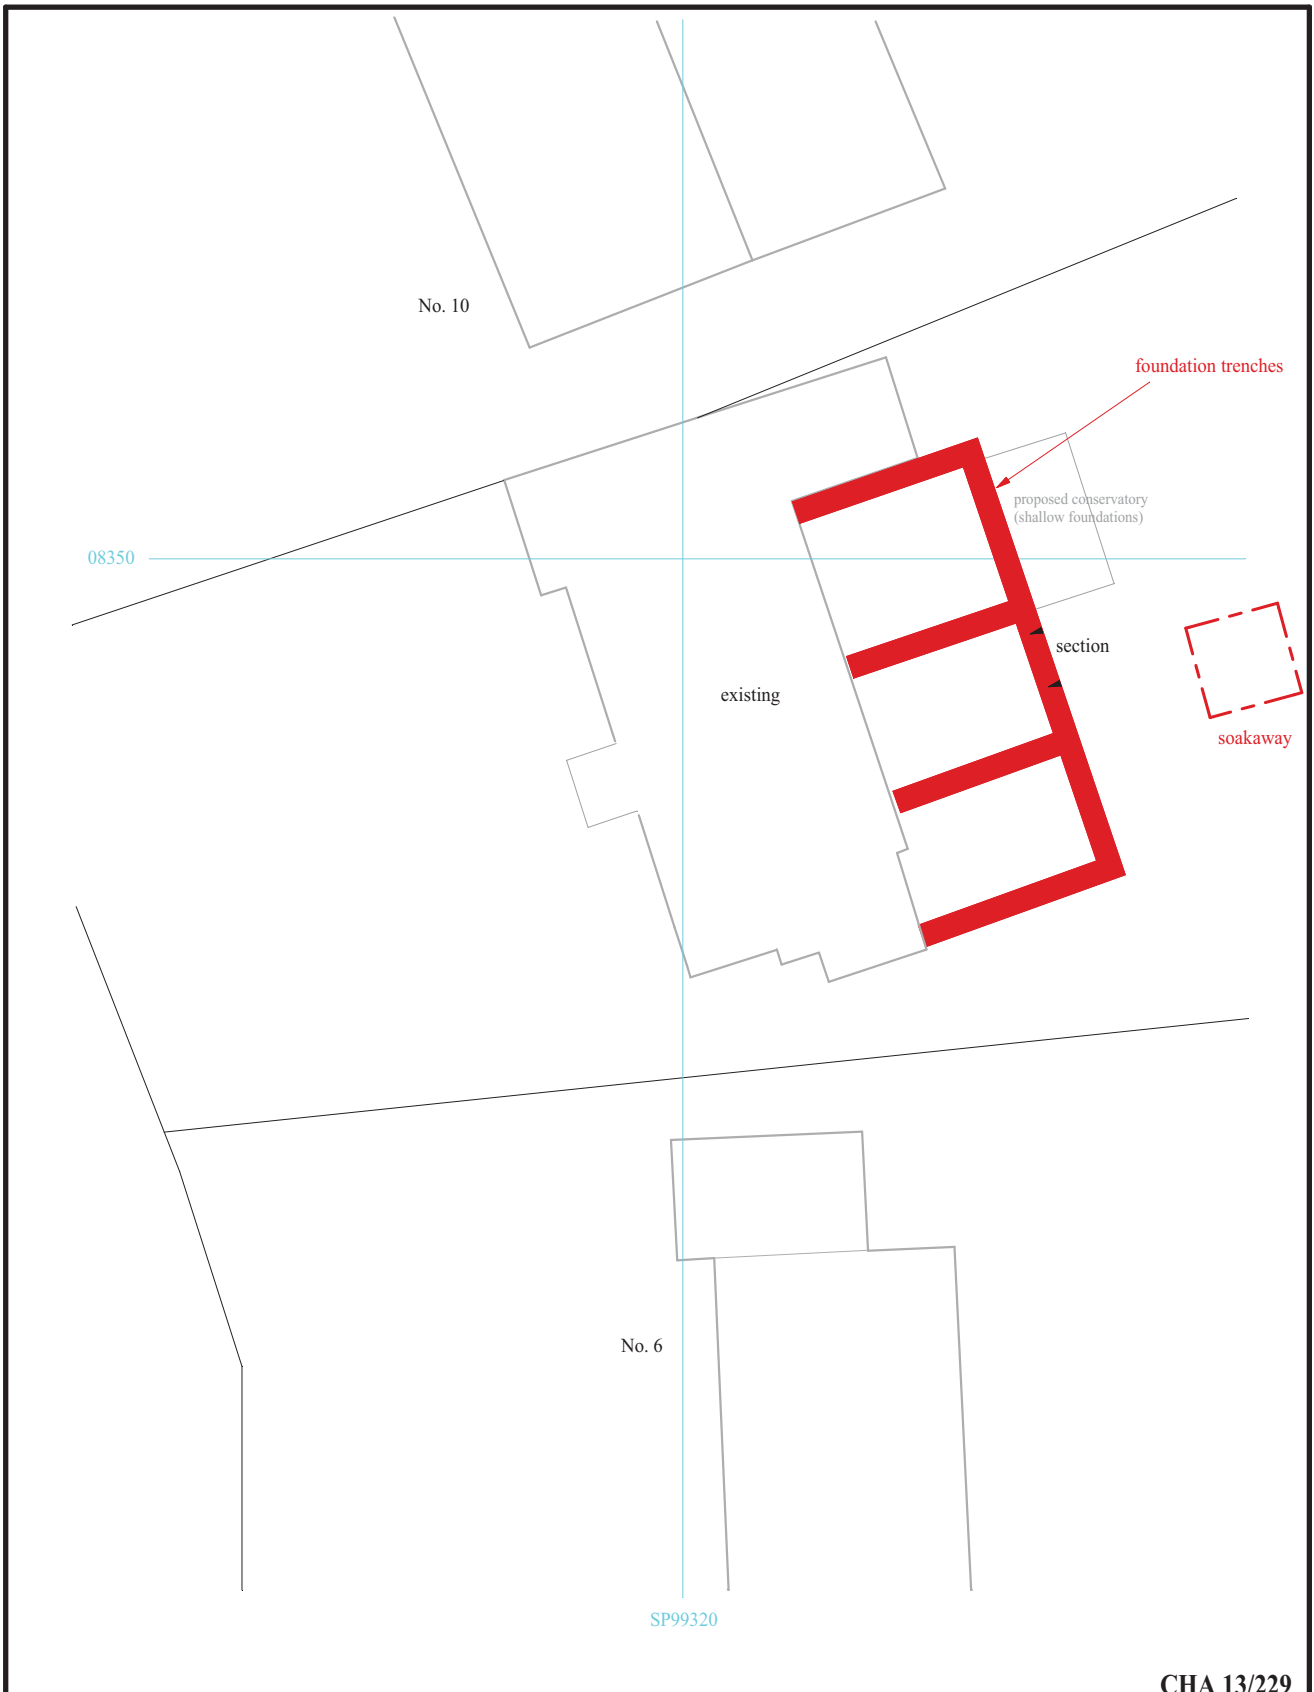 No. 10
foundation trenches
proposed conservatory
(shallow foundations)
08350
section
existing
soakaway
No. 6
SP99320
CHA 13/229